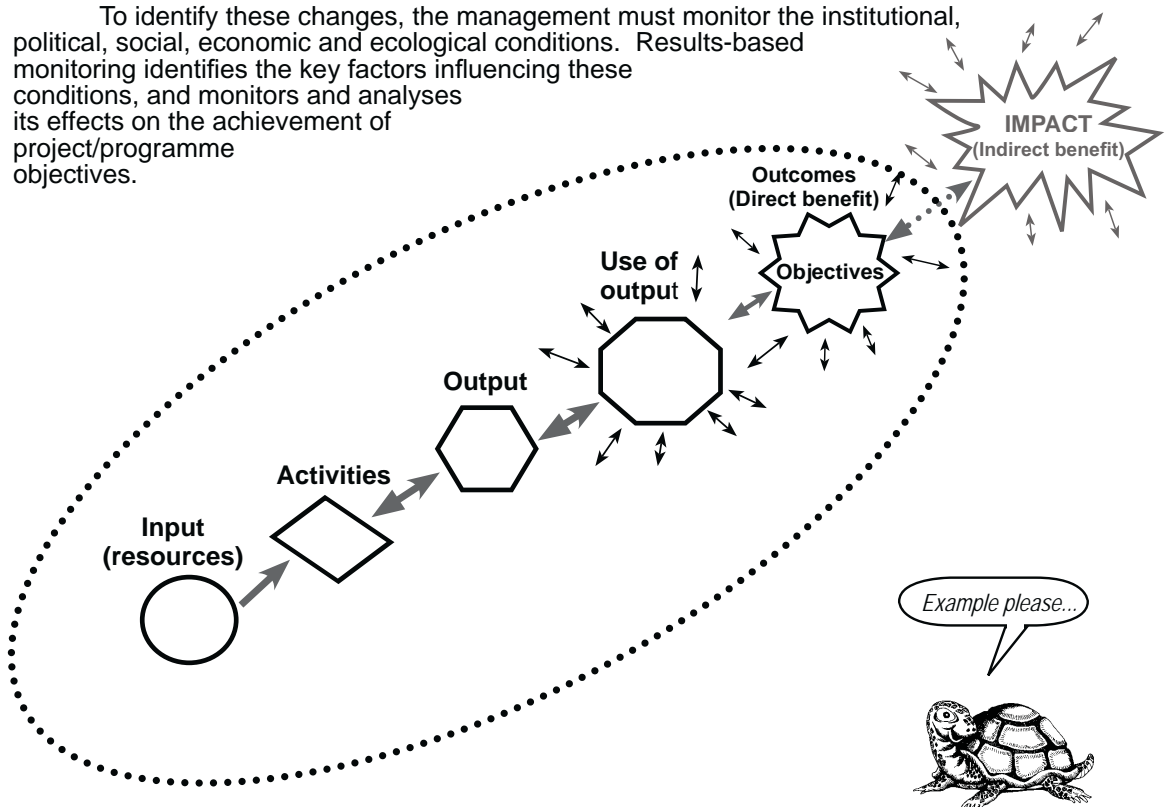 To identify these changes, the management must monitor the institutional,
political, social, economic and ecological conditions. Results-based
monitoring identifies the key factors influencing these
conditions, and monitors and analyses
its effects on the achievement of
project/programme
objectives.
IMPACT
(Indirect benefit)
Outcomes
(Direct benefit)
Objectives
Use of
output
Output
Activities
Input
(resources)
Example please...